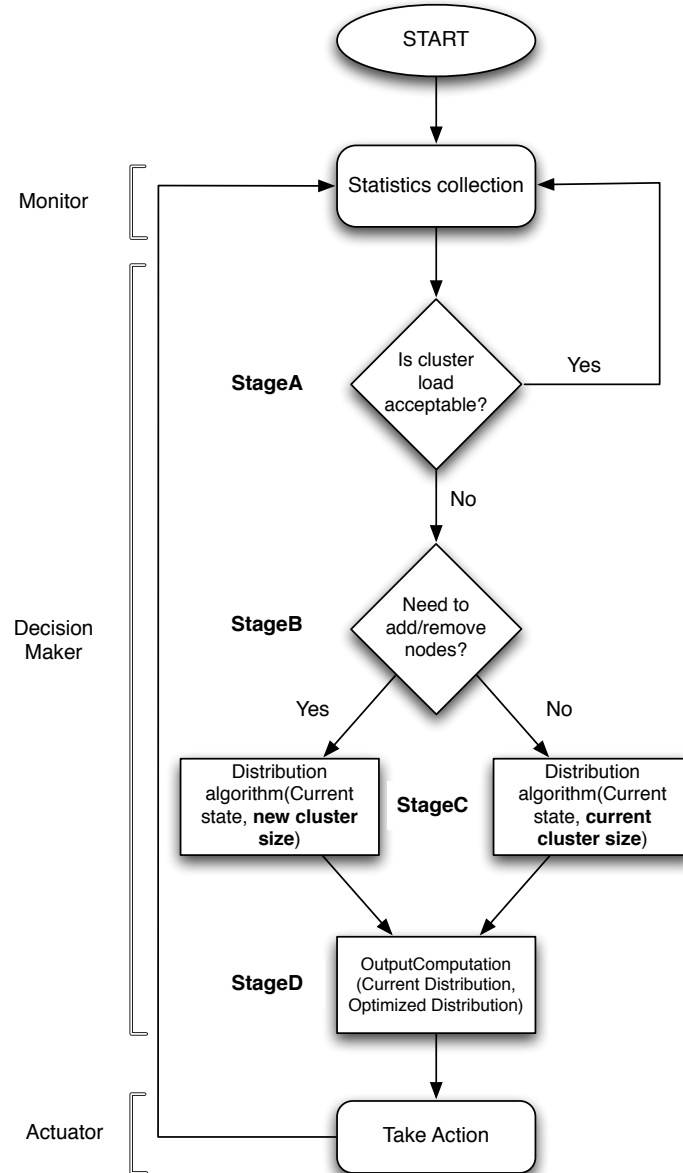 START
Monitor
Statistics collection
StageA
Is cluster
load
acceptable?
Yes
No
Decision
Maker
StageB
Need to
add/remove
nodes?
Yes
No
Distribution
algorithm(Current
state, new cluster
size)
StageC
Distribution
algorithm(Current
state, current
cluster size)
StageD
OutputComputation
(Current Distribution,
Optimized Distribution)
Actuator
Take Action